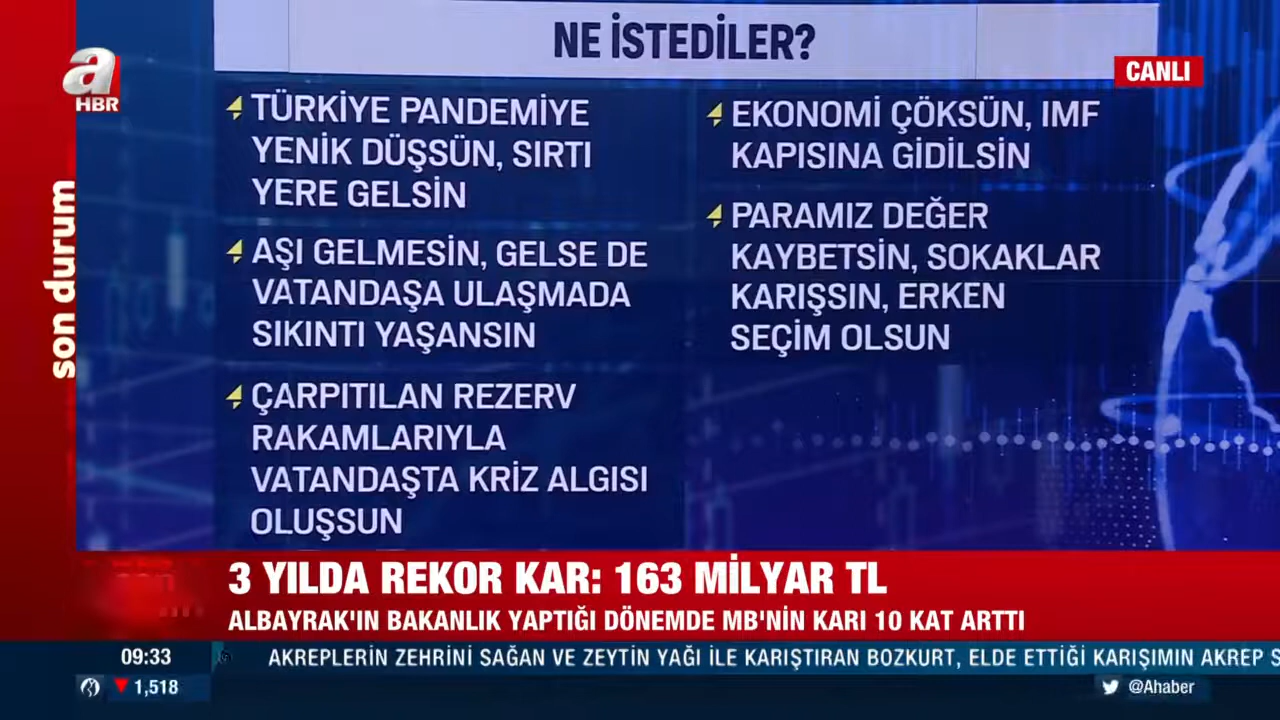 NE İSTEDİLER?
a
HBR
CANLI
son durum
TÜRKİYE PANDEMİYE
YENİK DÜŞSÜN, SIRTI
YERE GELSİN
AŞI GELMESİN, GELSE DE
VATANDAŞA ULAŞMADA
SIKINTI YAŞANSIN
ÇARPITILAN REZERV
RAKAMLARIYLA
VATANDAŞTA KRİZ ALGISI
OLUŞSUN
EKONOMİ ÇÖKSÜN, IMF
KAPISINA GİDİLSİN
PARAMIZ DEĞER
KAYBETSİN, SOKAKLAR
KARIŞSIN, ERKEN
SEÇİM OLSUN
3 YILDA REKOR KAR: 163 MİLYAR TL
ALBAYRAK'IN BAKANLIK YAPTIĞI DÖNEMDE MB'NİN KARI 10 KAT ARTTI
09:33
AKREPLERİN ZEHRİNİ SAĞAN VE ZEYTİN YAĞI İLE KARIŞTIRAN BOZKURT, ELDE ETTİĞİ KARIŞIMIN AKREP S
1,518
@Ahaber